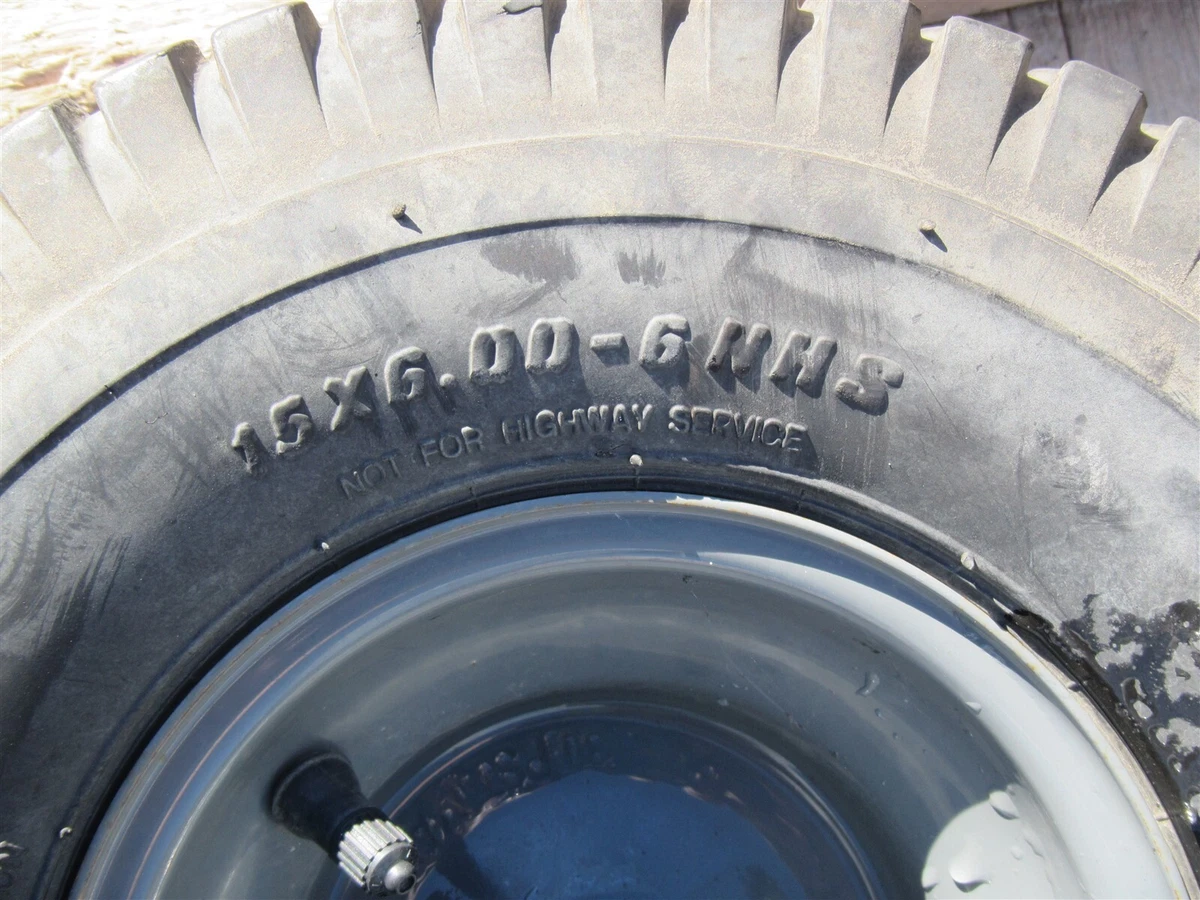 15X6.00-6NHS
NOT FOR HIGHWAY SERVICE